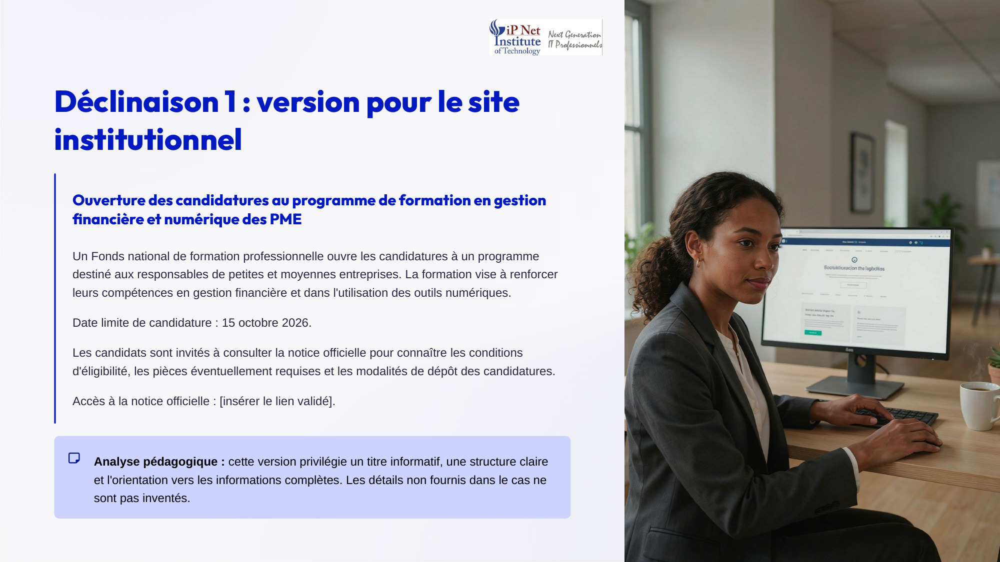 iP Net
Institute
of Technology
Next Generation
IT Professionnels
Déclinaison 1 : version pour le site
institutionnel
Ouverture des candidatures au programme de formation en gestion
financière et numérique des PME
Un Fonds national de formation professionnelle ouvre les candidatures à un programme
destiné aux responsables de petites et moyennes entreprises. La formation vise à renforcer
leurs compétences en gestion financière et dans l'utilisation des outils numériques.
Date limite de candidature : 15 octobre 2026.
Les candidats sont invités à consulter la notice officielle pour connaître les conditions
d'éligibilité, les pièces éventuellement requises et les modalités de dépôt des candidatures.
Accès à la notice officielle : [insérer le lien validé].
Analyse pédagogique : cette version privilégie un titre informatif, une structure claire
et l'orientation vers les informations complètes. Les détails non fournis dans le cas ne
sont pas inventés.